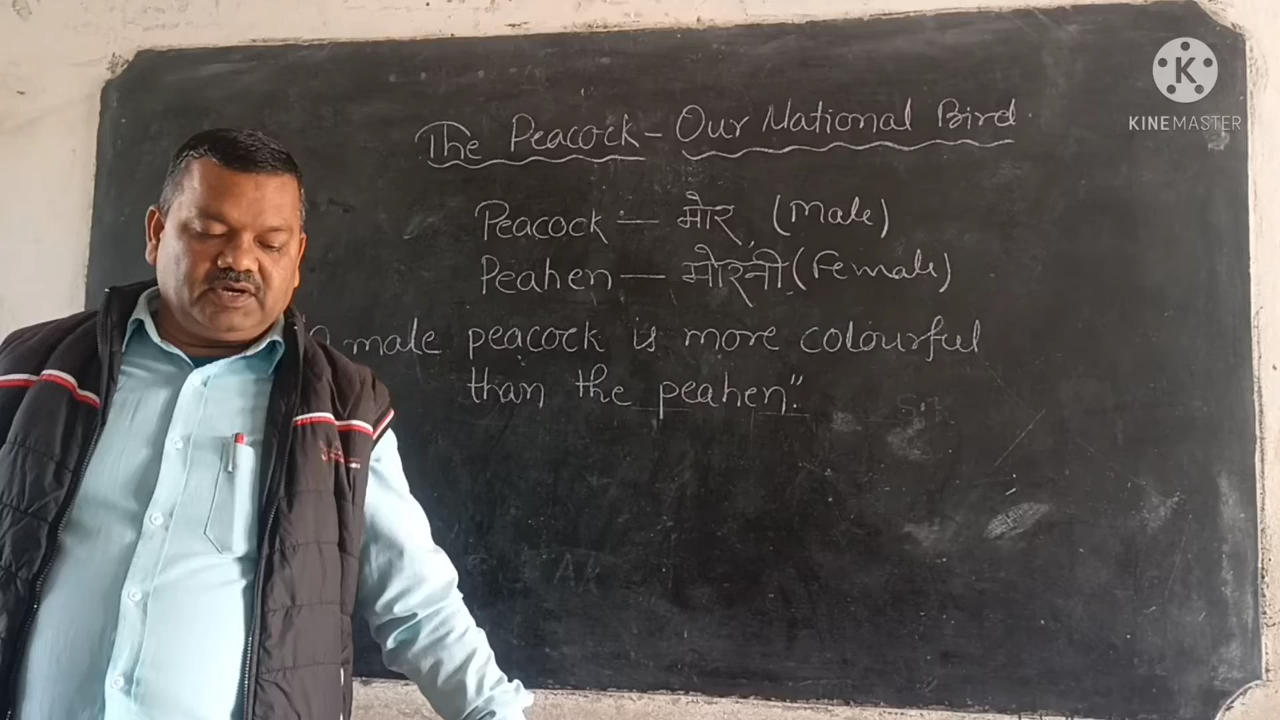 The Peacock - Our National Bird
Peacock — मोर (Male)
Peahen — मोरनी (Female)
male peacock is more colourful
than the peahen"
K
KINEMASTER